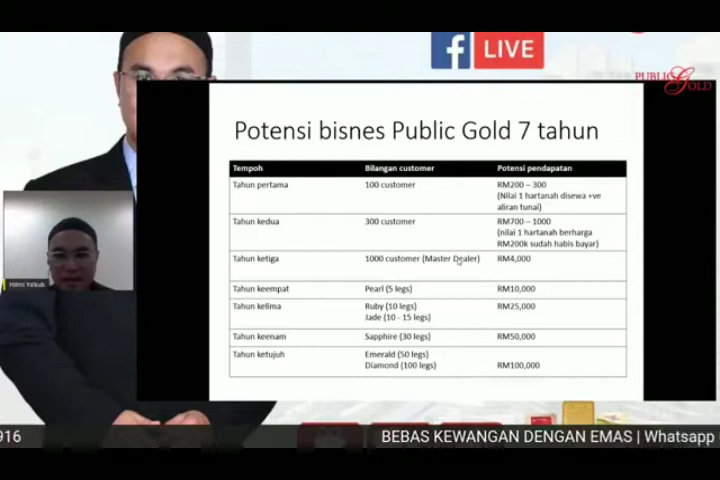 LIVE
PUBLIC GOLD
Potensi bisnes Public Gold 7 tahun
Tempoh Bilangan customer Potensi pendapatan
Tahun pertama 100 customer RM200 – 300
(Nilai 1 hartanah disewa +ve
aliran tunai)
Tahun kedua 300 customer RM700 – 1000
(nilai 1 hartanah berharga
RM200k sudah habis bayar)
Tahun ketiga 1000 customer (Master Dealer) RM4,000
Tahun keempat Pearl (5 legs) RM10,000
Tahun kelima Ruby (10 legs) RM25,000
Jade (10 - 15 legs)
Tahun keenam Sapphire (30 legs) RM50,000
Tahun ketujuh Emerald (50 legs)
Diamond (100 legs) RM100,000
916 BEBAS KEWANGAN DENGAN EMAS | Whatsapp